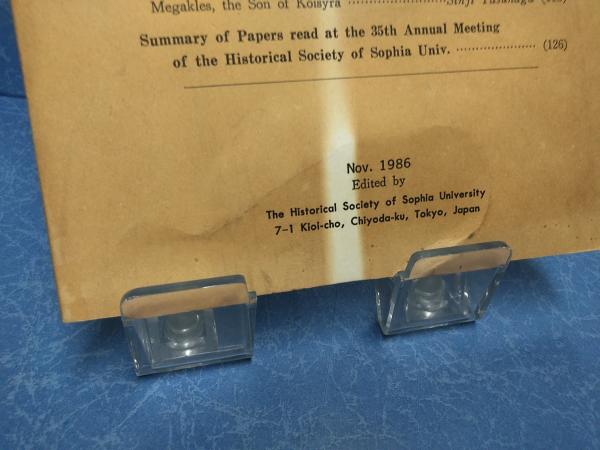 Megakles, the Son of Koisyra ........................
Summary of Papers read at the 35th Annual Meeting
of the Historical Society of Sophia Univ. ...................... (126)
Nov. 1986
Edited by
The Historical Society of Sophia University
7-1 Kioi-cho, Chiyoda-ku, Tokyo, Japan